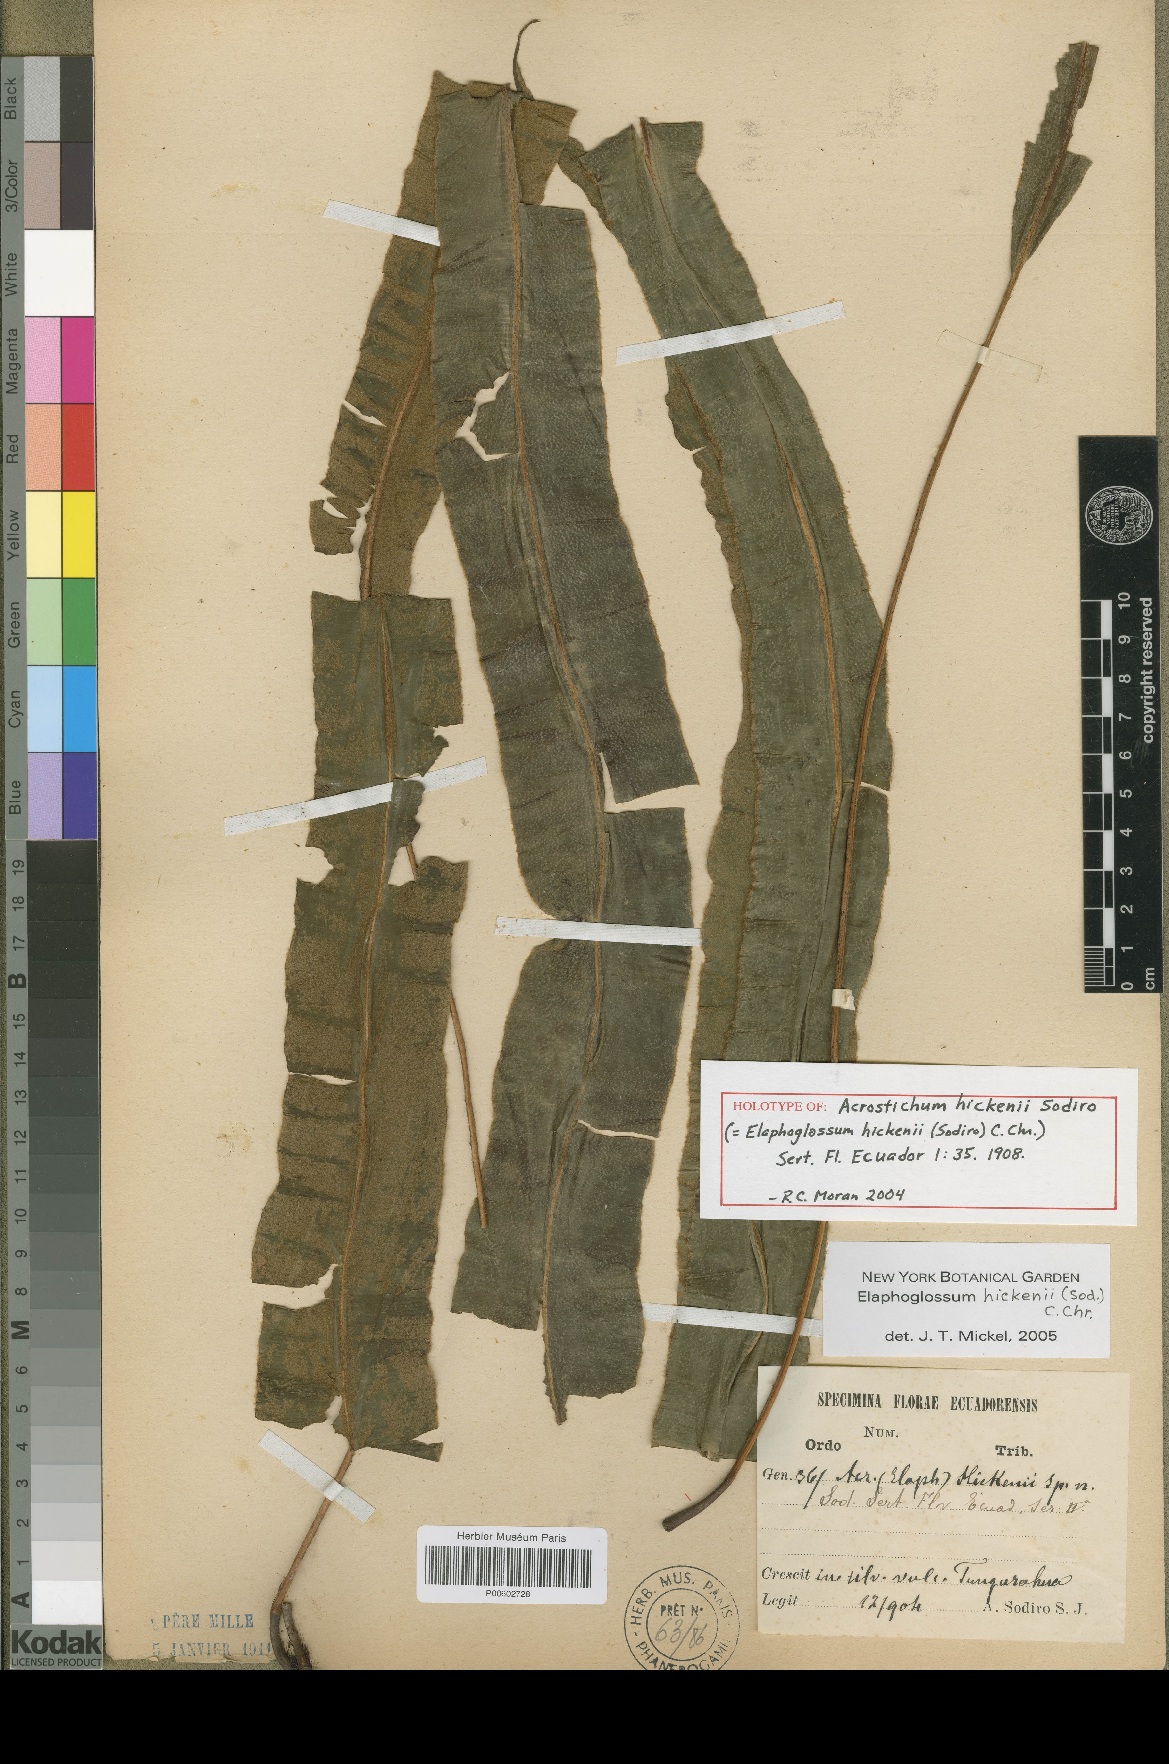 Black
3/Color
White
Magenta
Red
Yellow
Green
Cyan
Blue
19
18
17
B
16
15
14
13
12
11
10
9
8
M
7
6
5
4
3
2
1
A
Kodak
LICENSED PRODUCT
10
9
8
7
6
5
4
3
2
1
0
cm
copyright reserved
HOLOTYPE OF: Acrostichum hickenii Sodiro
(= Elaphoglossum hickenii (Sodiro) C. Chr.)
Sert. Fl. Ecuador 1:35. 1908.
- R.C. Moran 2004
NEW YORK BOTANICAL GARDEN
Elaphoglossum hickenii (Sod.)
C. Chr.
det. J. T. Mickel, 2005
SPECIMINA FLORAE ECUADORENSIS
NUM.
Ordo Trib.
Gen. 36/ Acr. (Elaph) Hickenii sp. n.
Sod. Sert. Flor. Ecuad. Ser. II
Crescit in silv. vulc. Tungurahua
Legit 12/904 A. Sodiro S. J.
Herbier Muséum Paris
P00602728
HERB. MUS. PARIS
PRÊT N°
63/86
PHANEROGAMIE
PÈRE MILLE
5 JANVIER 1911